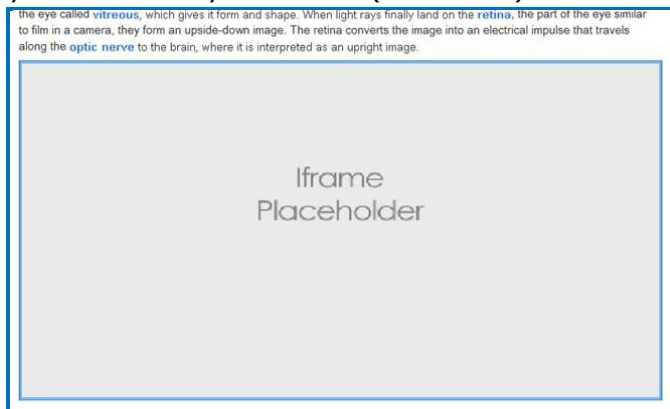 the eye called vitreous, which gives it form and shape. When light rays finally land on the retina, the part of the eye similar
to film in a camera, they form an upside-down image. The retina converts the image into an electrical impulse that travels
along the optic nerve to the brain, where it is interpreted as an upright image.
Iframe
Placeholder